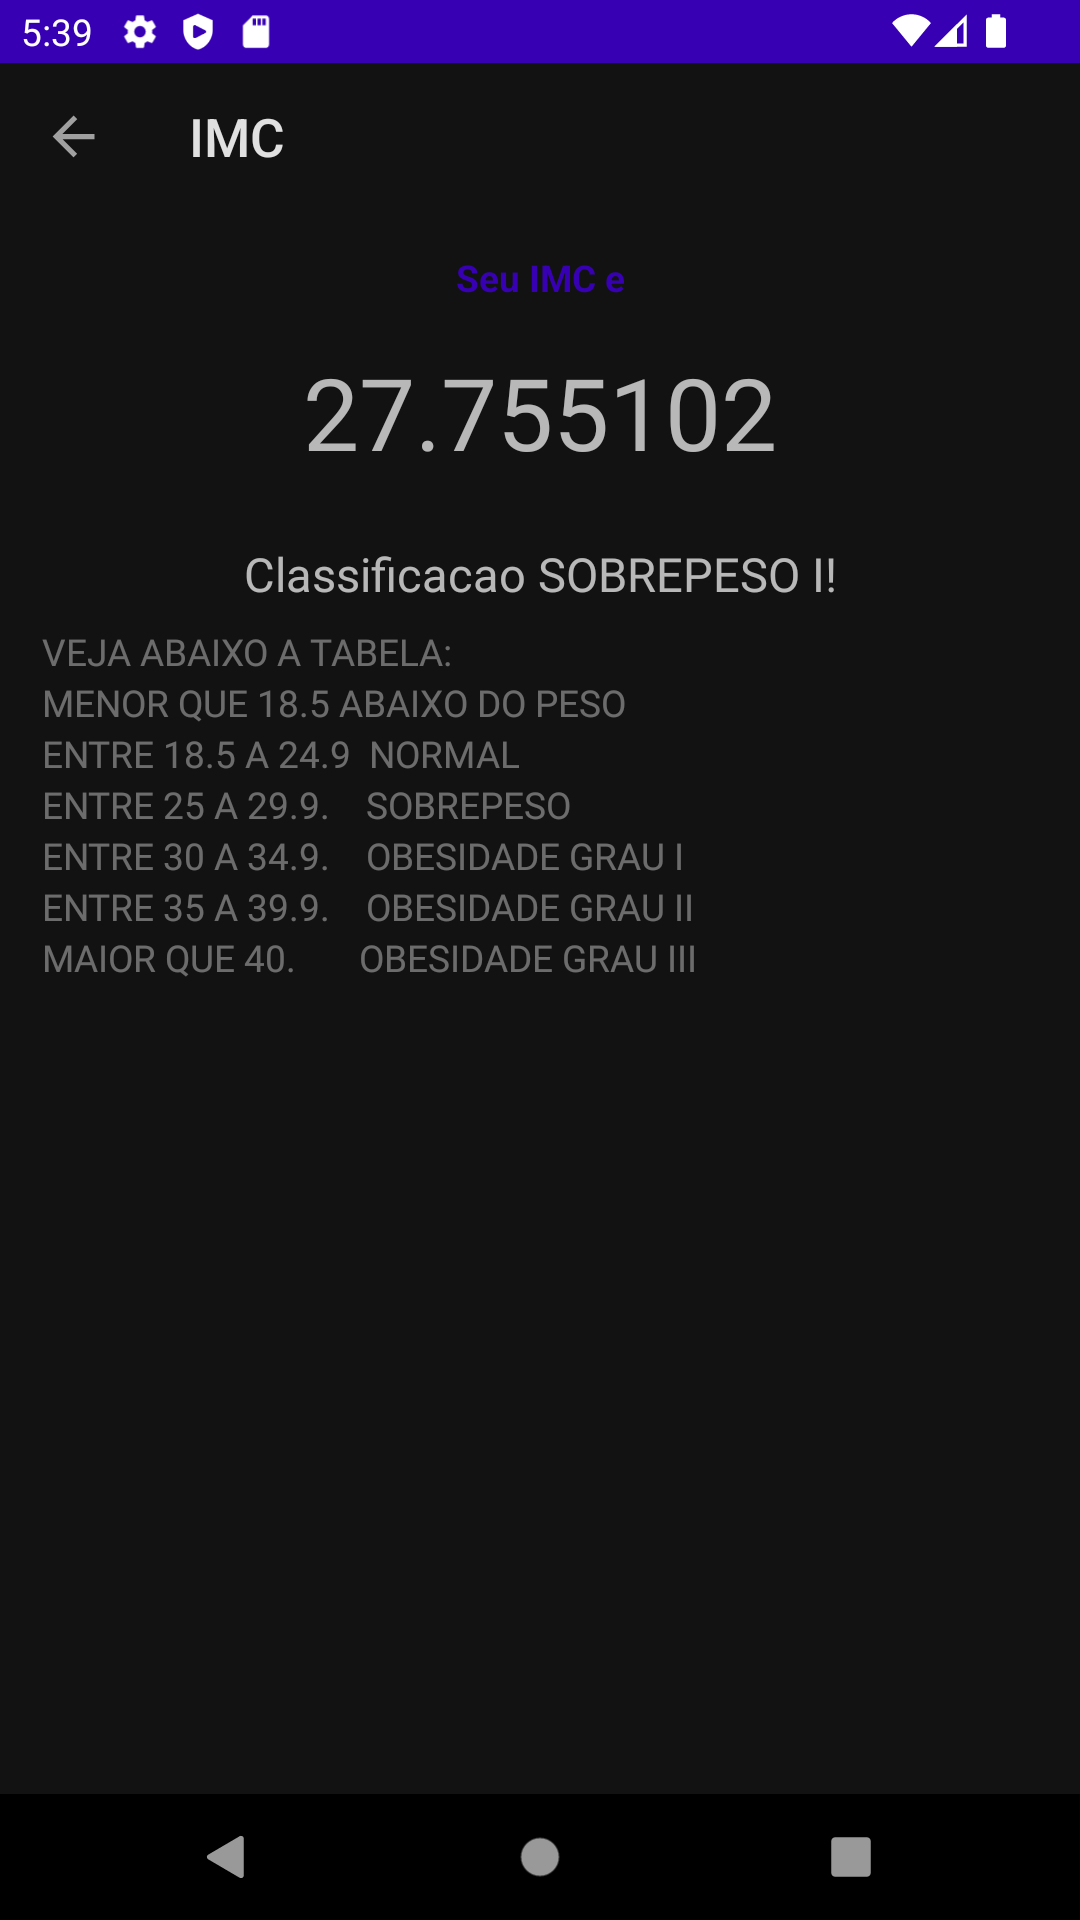 5:39
IMC
Seu IMC e
27.755102
Classificacao SOBREPESO I!
VEJA ABAIXO A TABELA:
MENOR QUE 18.5 ABAIXO DO PESO
ENTRE 18.5 A 24.9  NORMAL
ENTRE 25 A 29.9.    SOBREPESO
ENTRE 30 A 34.9.    OBESIDADE GRAU I
ENTRE 35 A 39.9.    OBESIDADE GRAU II
MAIOR QUE 40.       OBESIDADE GRAU III